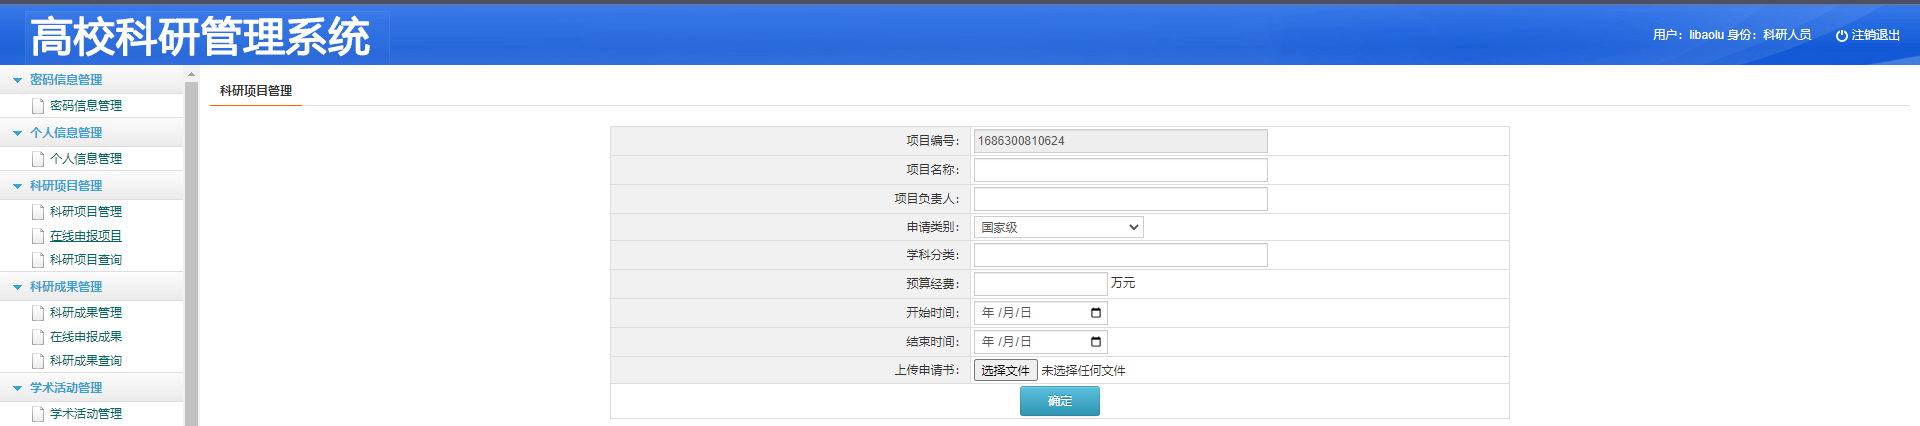 高校科研管理系统
用户：libaolu 身份：科研人员 注销退出
密码信息管理
密码信息管理
个人信息管理
个人信息管理
科研项目管理
科研项目管理
在线申报项目
科研项目查询
科研成果管理
科研成果管理
在线申报成果
科研成果查询
学术活动管理
学术活动管理
科研项目管理
项目编号： 1686300810624
项目名称：
项目负责人：
申请类别： 国家级
学科分类：
预算经费： 万元
开始时间： 年 /月/日
结束时间： 年 /月/日
上传申请书： 选择文件 未选择任何文件
确定